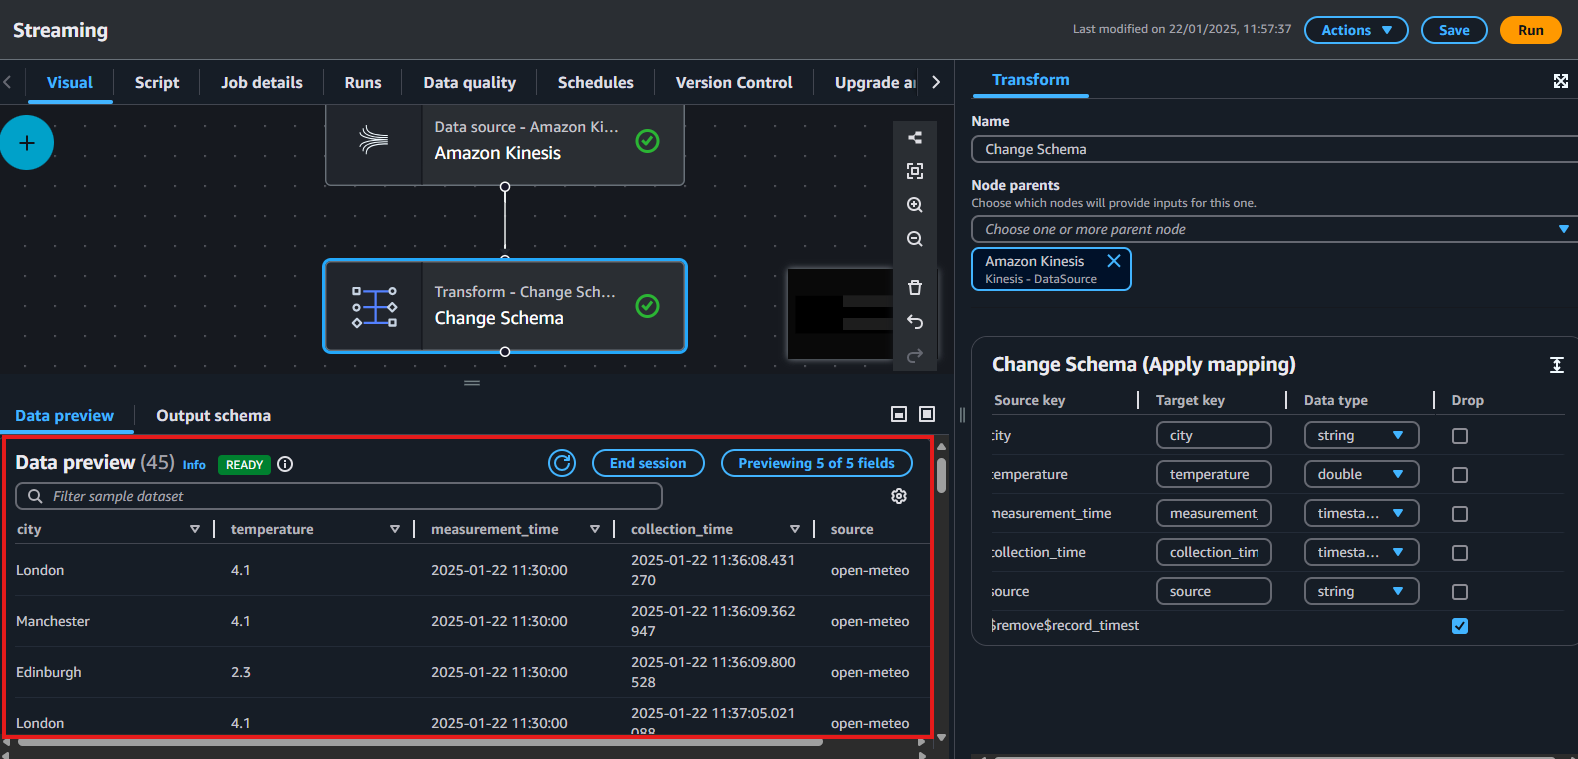 Streaming
Last modified on 22/01/2025, 11:57:37
Actions
Save
Run
Visual
Script
Job details
Runs
Data quality
Schedules
Version Control
Upgrade a
Data source - Amazon Ki...
Amazon Kinesis
Transform - Change Sch...
Change Schema
Data preview
Output schema
Data preview (45) Info READY
End session
Previewing 5 of 5 fields
Filter sample dataset
city temperature measurement_time collection_time source
London 4.1 2025-01-22 11:30:00 2025-01-22 11:36:08.431
270 open-meteo
Manchester 4.1 2025-01-22 11:30:00 2025-01-22 11:36:09.362
947 open-meteo
Edinburgh 2.3 2025-01-22 11:30:00 2025-01-22 11:36:09.800
528 open-meteo
London 4.1 2025-01-22 11:30:00 2025-01-22 11:37:05.021
088 open-meteo
Transform
Name
Change Schema
Node parents
Choose which nodes will provide inputs for this one.
Choose one or more parent node
Amazon Kinesis
Kinesis - DataSource
Change Schema (Apply mapping)
Source key Target key Data type Drop
city city string
temperature temperature double
measurement_time measurement_ timesta...
collection_time collection_tim timesta...
source source string
$remove$record_timest